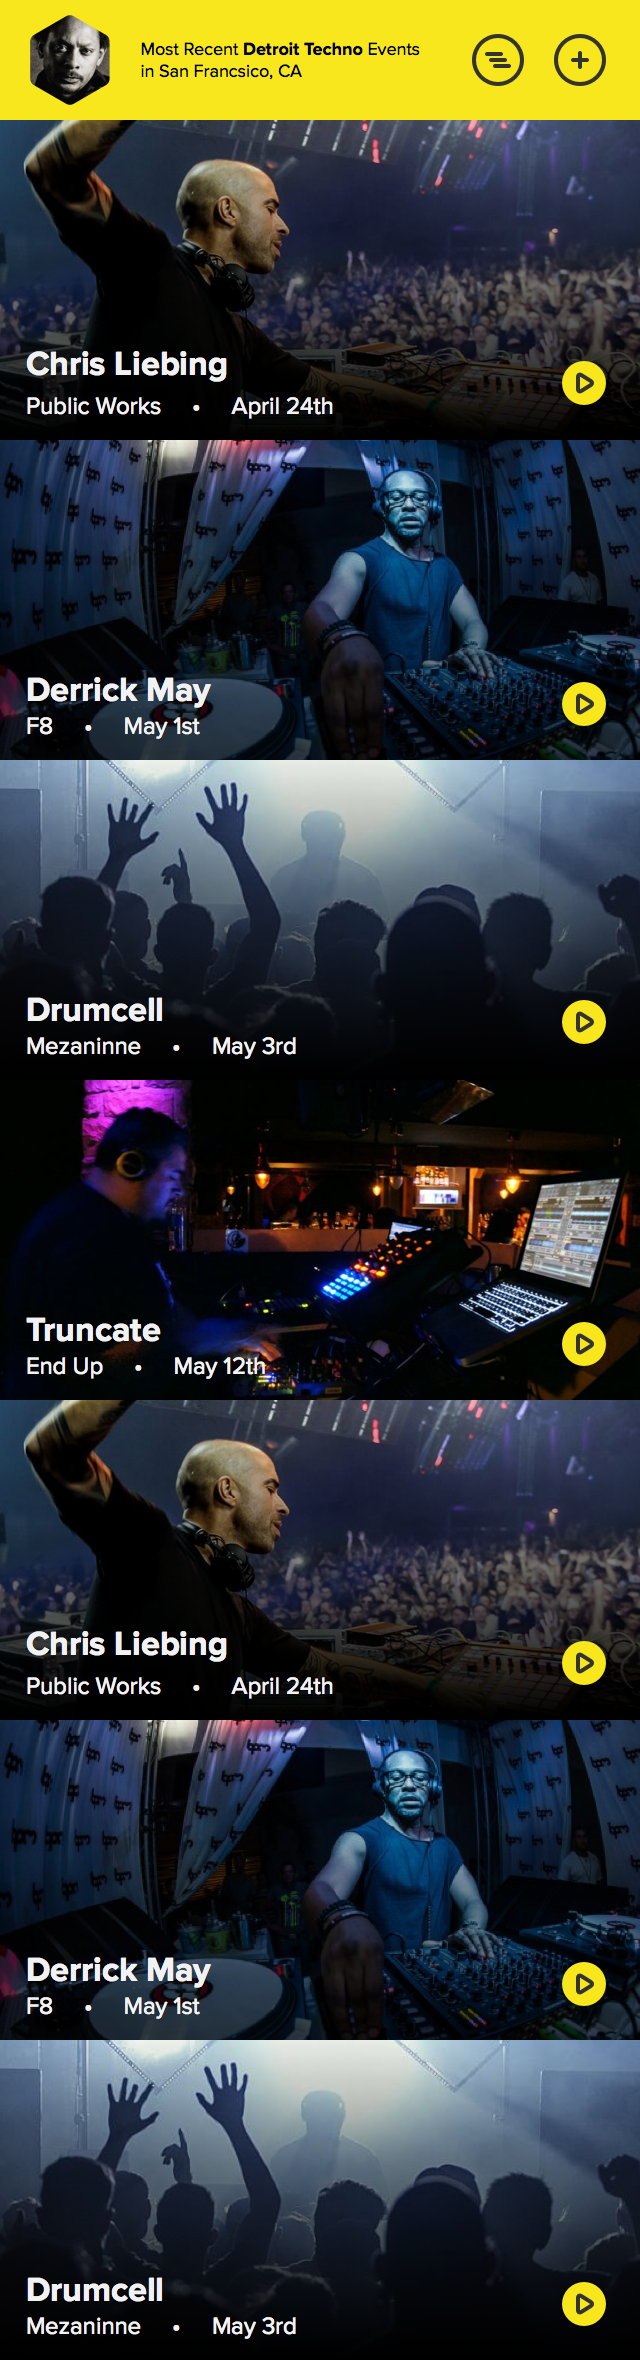 Most Recent Detroit Techno Events
in San Francsico, CA
Chris Liebing
Public Works • April 24th
Derrick May
F8 • May 1st
Drumcell
Mezaninne • May 3rd
Truncate
End Up • May 12th
Chris Liebing
Public Works • April 24th
Derrick May
F8 • May 1st
Drumcell
Mezaninne • May 3rd